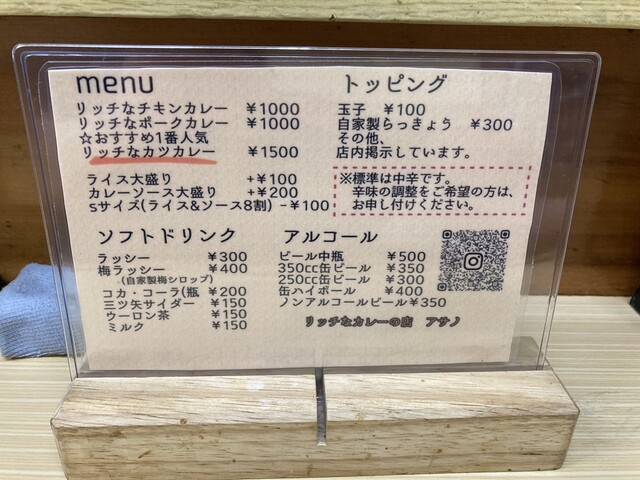 menu
リッチなチキンカレー ¥1000
リッチなポークカレー ¥1000
☆おすすめ1番人気
リッチなカツカレー ¥1500
ライス大盛り +¥100
カレーソース大盛り +¥200
sサイズ(ライス&ソース8割) -¥100
トッピング
玉子 ¥100
自家製らっきょう ¥300
その他、
店内掲示しています。
※標準は中辛です。
辛味の調整をご希望の方は、
お申し付けください。
ソフトドリンク
ラッシー ¥300
梅ラッシー ¥400
(自家製梅シロップ)
コカ・コーラ(瓶 ¥200
三ツ矢サイダー ¥150
ウーロン茶 ¥150
ミルク ¥150
アルコール
ビール中瓶 ¥500
350cc缶ビール ¥350
250cc缶ビール ¥300
缶ハイボール ¥400
ノンアルコールビール¥350
リッチなカレーの店 アサノ